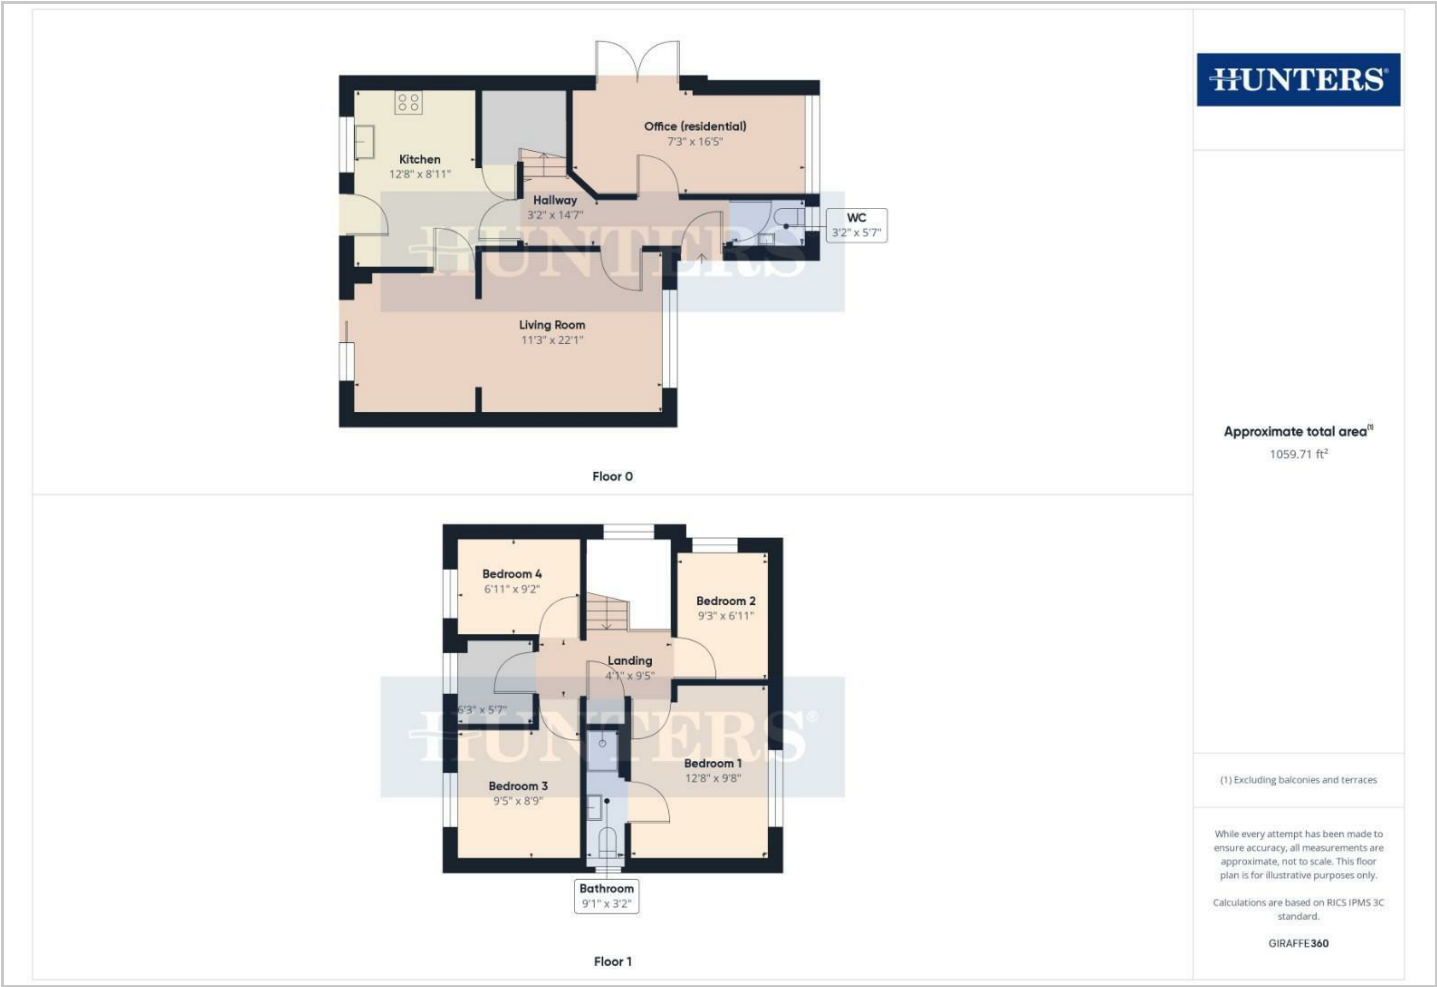 HUNTERS®
Office (residential)
7'3" x 16'5"
Kitchen
12'8" x 8'11"
Hallway
3'2" x 14'7"
WC
3'2" x 5'7"
HUNTERS
Living Room
11'3" x 22'1"
Floor 0
Approximate total area(1)
1059.71 ft²
Bedroom 4
6'11" x 9'2"
Bedroom 2
9'3" x 6'11"
Landing
4'1" x 9'5"
6'3" x 5'7"
HUNTERS®
Bedroom 1
12'8" x 9'8"
Bedroom 3
9'5" x 8'9"
Bathroom
9'1" x 3'2"
Floor 1
(1) Excluding balconies and terraces
While every attempt has been made to
ensure accuracy, all measurements are
approximate, not to scale. This floor
plan is for illustrative purposes only.
Calculations are based on RICS IPMS 3C
standard.
GIRAFFE360